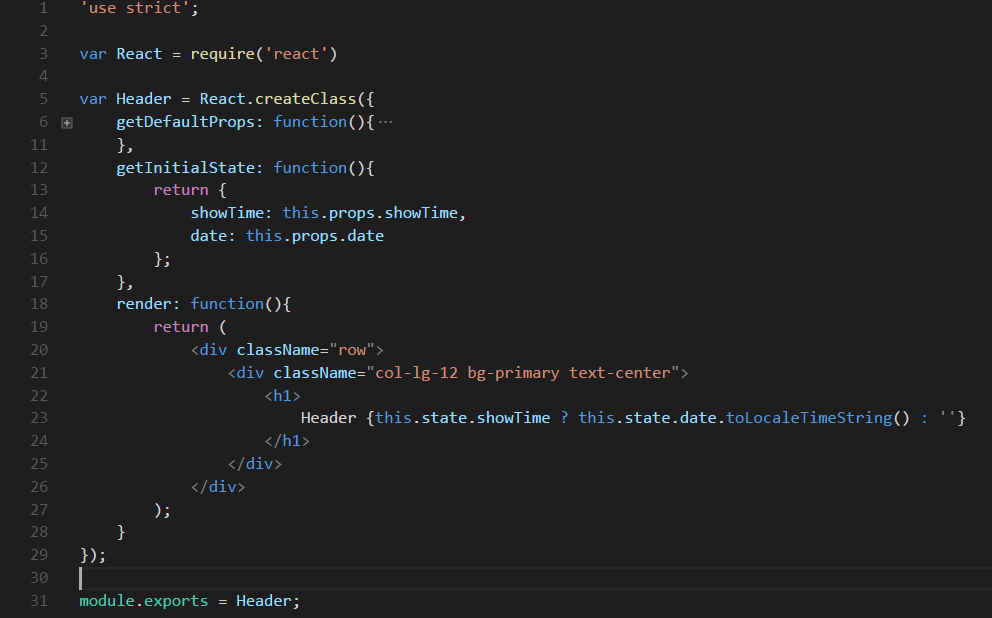 1 'use strict';
2
3 var React = require('react')
4
5 var Header = React.createClass({
6 getDefaultProps: function(){…
11 },
12 getInitialState: function(){
13 return {
14 showTime: this.props.showTime,
15 date: this.props.date
16 };
17 },
18 render: function(){
19 return (
20 <div className="row">
21 <div className="col-lg-12 bg-primary text-center">
22 <h1>
23 Header {this.state.showTime ? this.state.date.toLocaleTimeString() : ''}
24 </h1>
25 </div>
26 </div>
27 );
28 }
29 });
30
31 module.exports = Header;